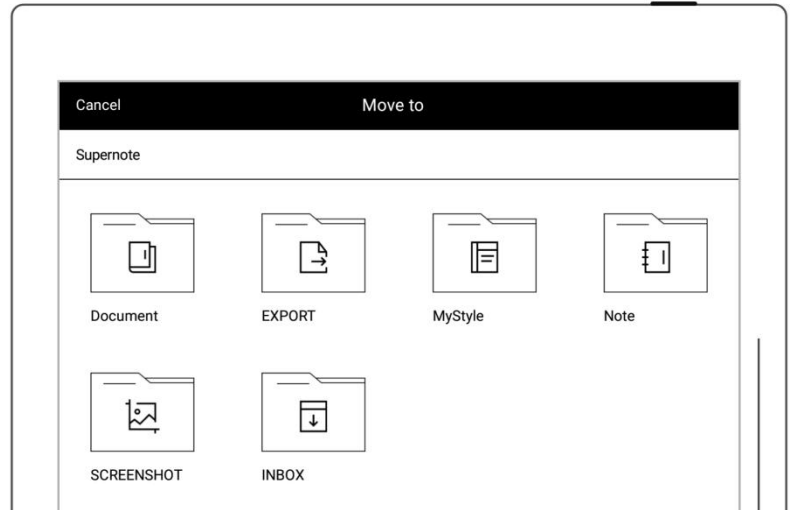 Cancel Move to
Supernote
Document EXPORT MyStyle Note
SCREENSHOT INBOX